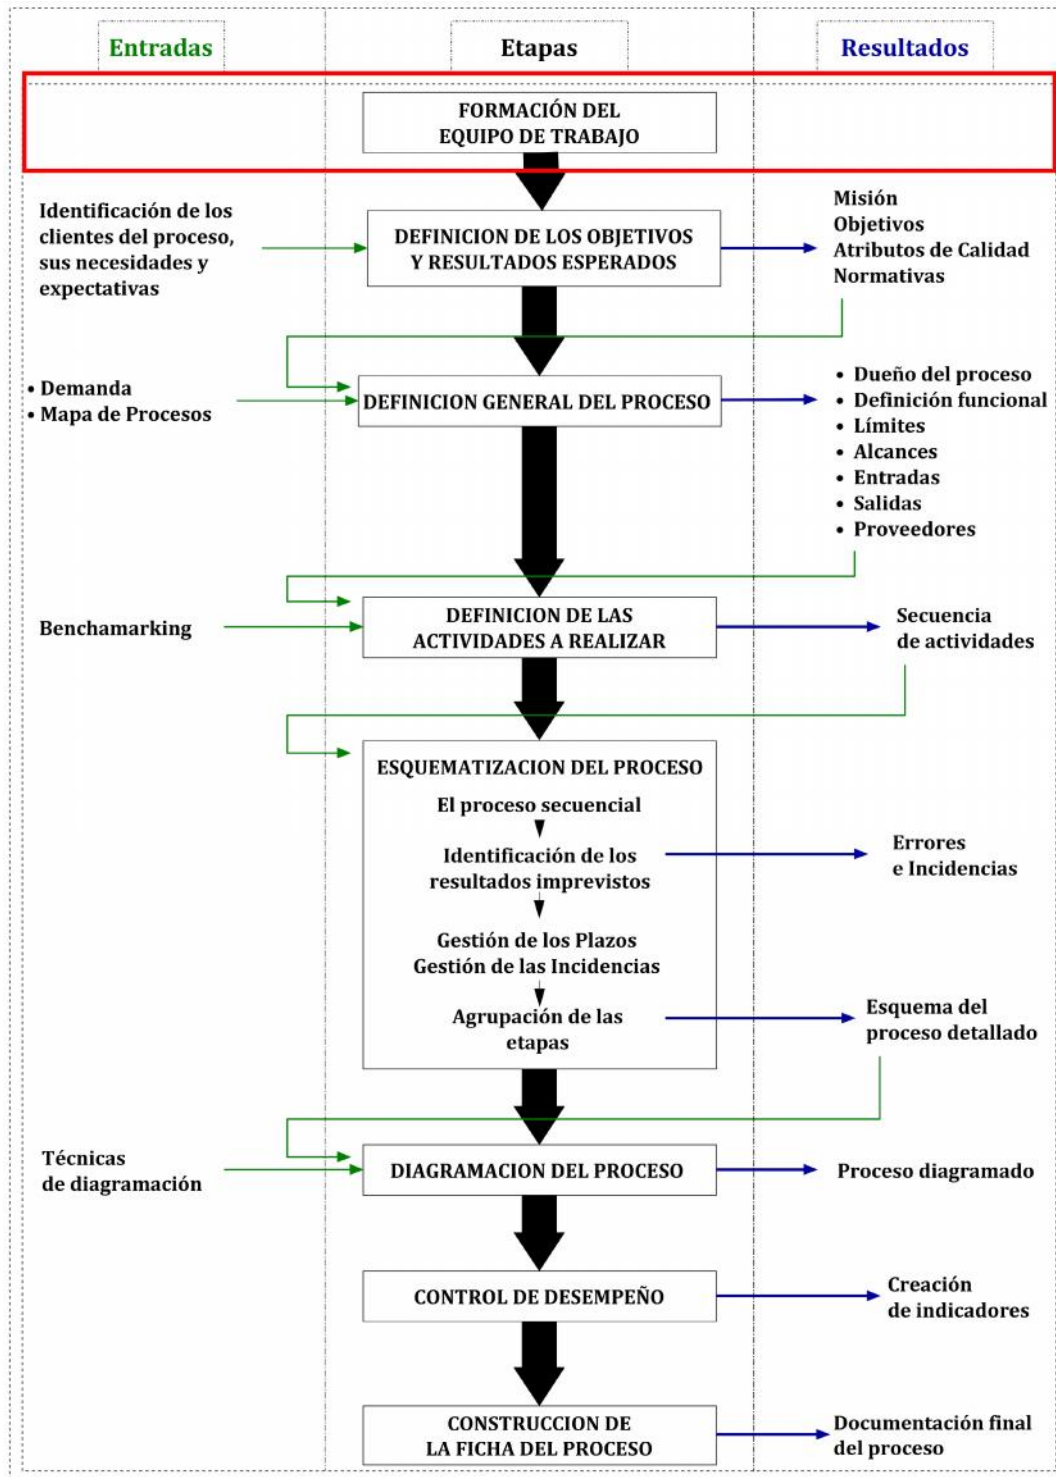 Entradas
Etapas
Resultados
FORMACIÓN DEL
EQUIPO DE TRABAJO
Identificación de los
clientes del proceso,
sus necesidades y
expectativas
DEFINICION DE LOS OBJETIVOS
Y RESULTADOS ESPERADOS
Misión
Objetivos
Atributos de Calidad
Normativas
• Demanda
• Mapa de Procesos
DEFINICION GENERAL DEL PROCESO
• Dueño del proceso
• Definición funcional
• Límites
• Alcances
• Entradas
• Salidas
• Proveedores
Benchamarking
DEFINICION DE LAS
ACTIVIDADES A REALIZAR
Secuencia
de actividades
ESQUEMATIZACION DEL PROCESO
El proceso secuencial
Identificación de los
resultados imprevistos
Errores
e Incidencias
Gestión de los Plazos
Gestión de las Incidencias
Agrupación de las
etapas
Esquema del
proceso detallado
Técnicas
de diagramación
DIAGRAMACION DEL PROCESO
Proceso diagramado
CONTROL DE DESEMPEÑO
Creación
de indicadores
CONSTRUCCION DE
LA FICHA DEL PROCESO
Documentación final
del proceso